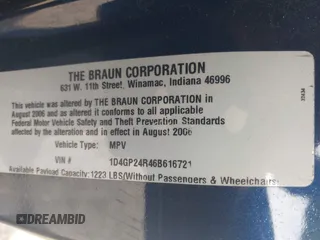 THE BRAUN CORPORATION
631 W. 11th Street, Winamac, Indiana 46996
This vehicle was altered by THE BRAUN CORPORATION in
August 2006 and as altered it conforms to all applicable
Federal Motor Vehicle Safety and Theft Prevention Standards
affected by the alteration and in effect in August 2006
VEHICLE TYPE MPV
VIN # 1D4GP24R46B616721
Available Payload Capacity:1223 LBS(Without Passengers & Wheelchairs